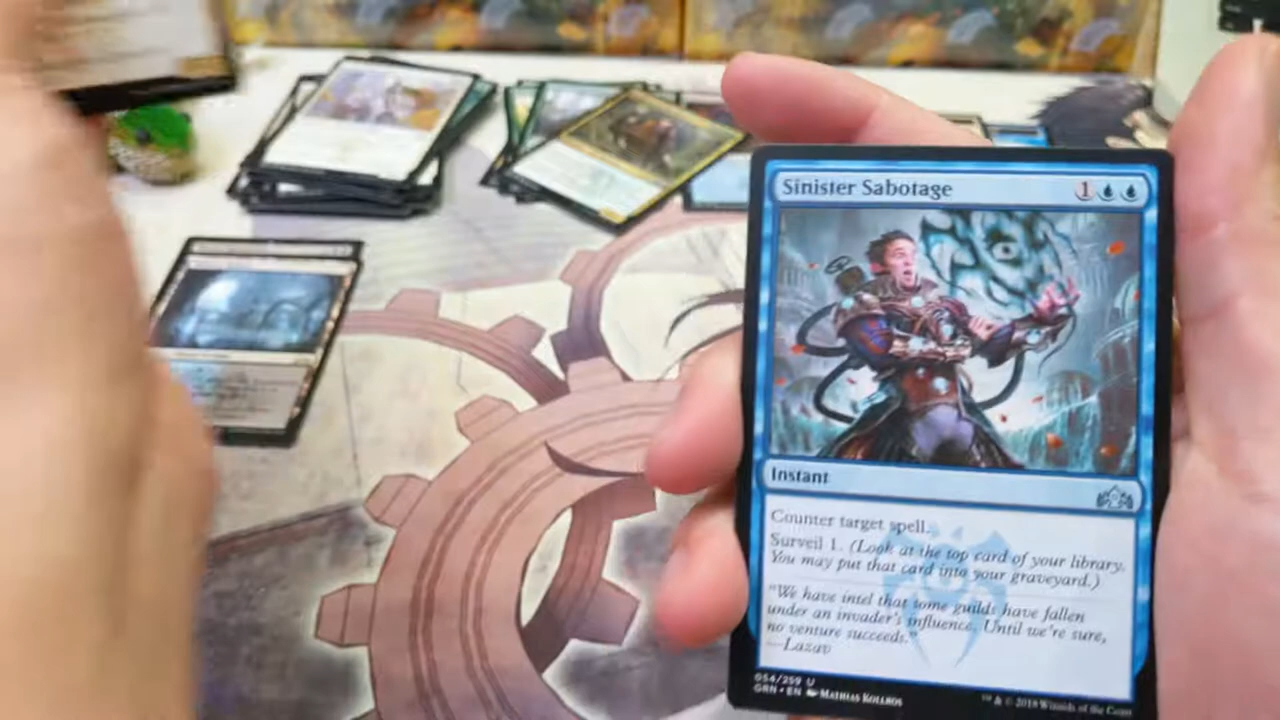 Sinister Sabotage
1
Instant
Counter target spell.
Surveil 1. (Look at the top card of your library.
You may put that card into your graveyard.)
"We have intel that some guilds have fallen
under an invader's influence. Until we're sure,
no venture succeeds."
—Lazav
054/259 U
GRN • EN Mathias Kollros
™ & © 2018 Wizards of the Coast